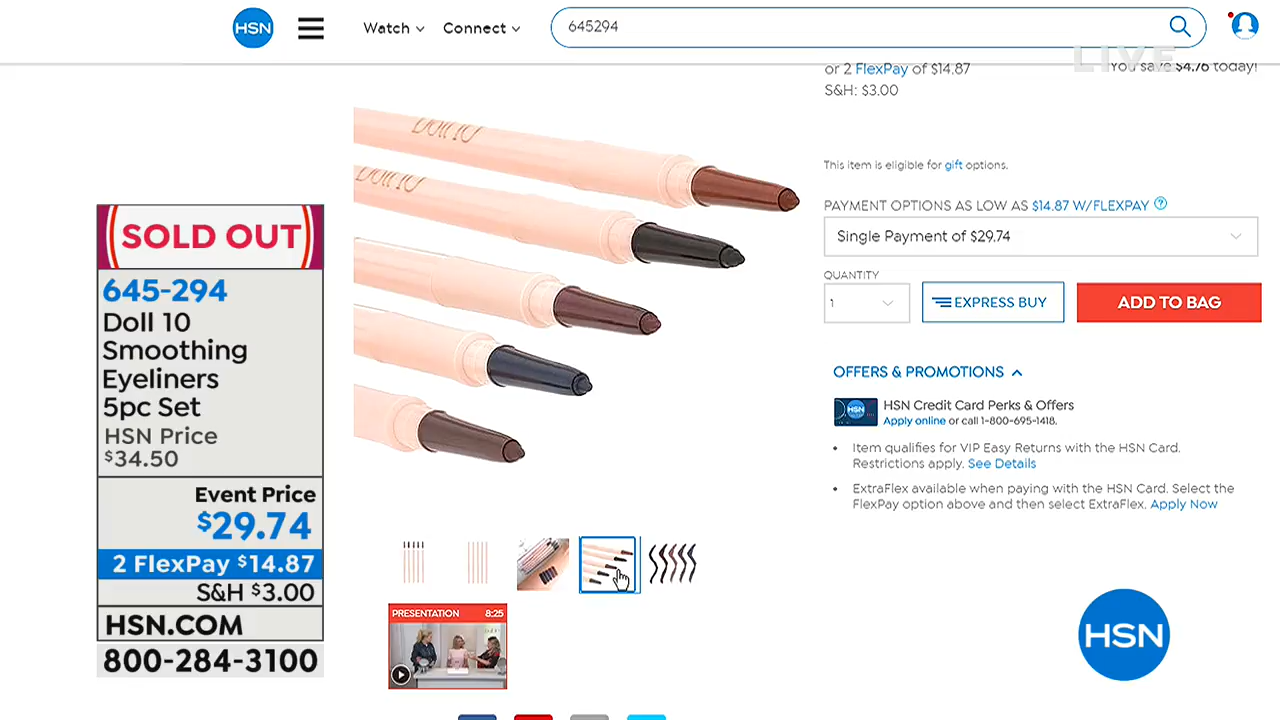 HSN
Watch
Connect
645294
LIVE
or 2 FlexPay of $14.87
You save $4.76 today!
S&H: $3.00
This item is eligible for gift options.
PAYMENT OPTIONS AS LOW AS $14.87 W/FLEXPAY ?
Single Payment of $29.74
QUANTITY
1
EXPRESS BUY
ADD TO BAG
OFFERS & PROMOTIONS
HSN
HSN Credit Card Perks & Offers
Apply online or call 1-800-695-1418.
• Item qualifies for VIP Easy Returns with the HSN Card.
Restrictions apply. See Details
• ExtraFlex available when paying with the HSN Card. Select the
FlexPay option above and then select ExtraFlex. Apply Now
Doll 10
Doll 10
SOLD OUT
645-294
Doll 10
Smoothing
Eyeliners
5pc Set
HSN Price
$34.50
Event Price
$29.74
2 FlexPay $14.87
S&H $3.00
HSN.COM
800-284-3100
PRESENTATION 8:25
HSN